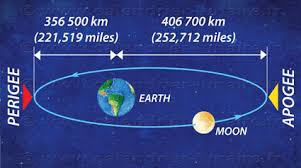 356 500 km 406 700 km
(221,519 miles) (252,712 miles)
PERIGEE
APOGEE
EARTH
MOON